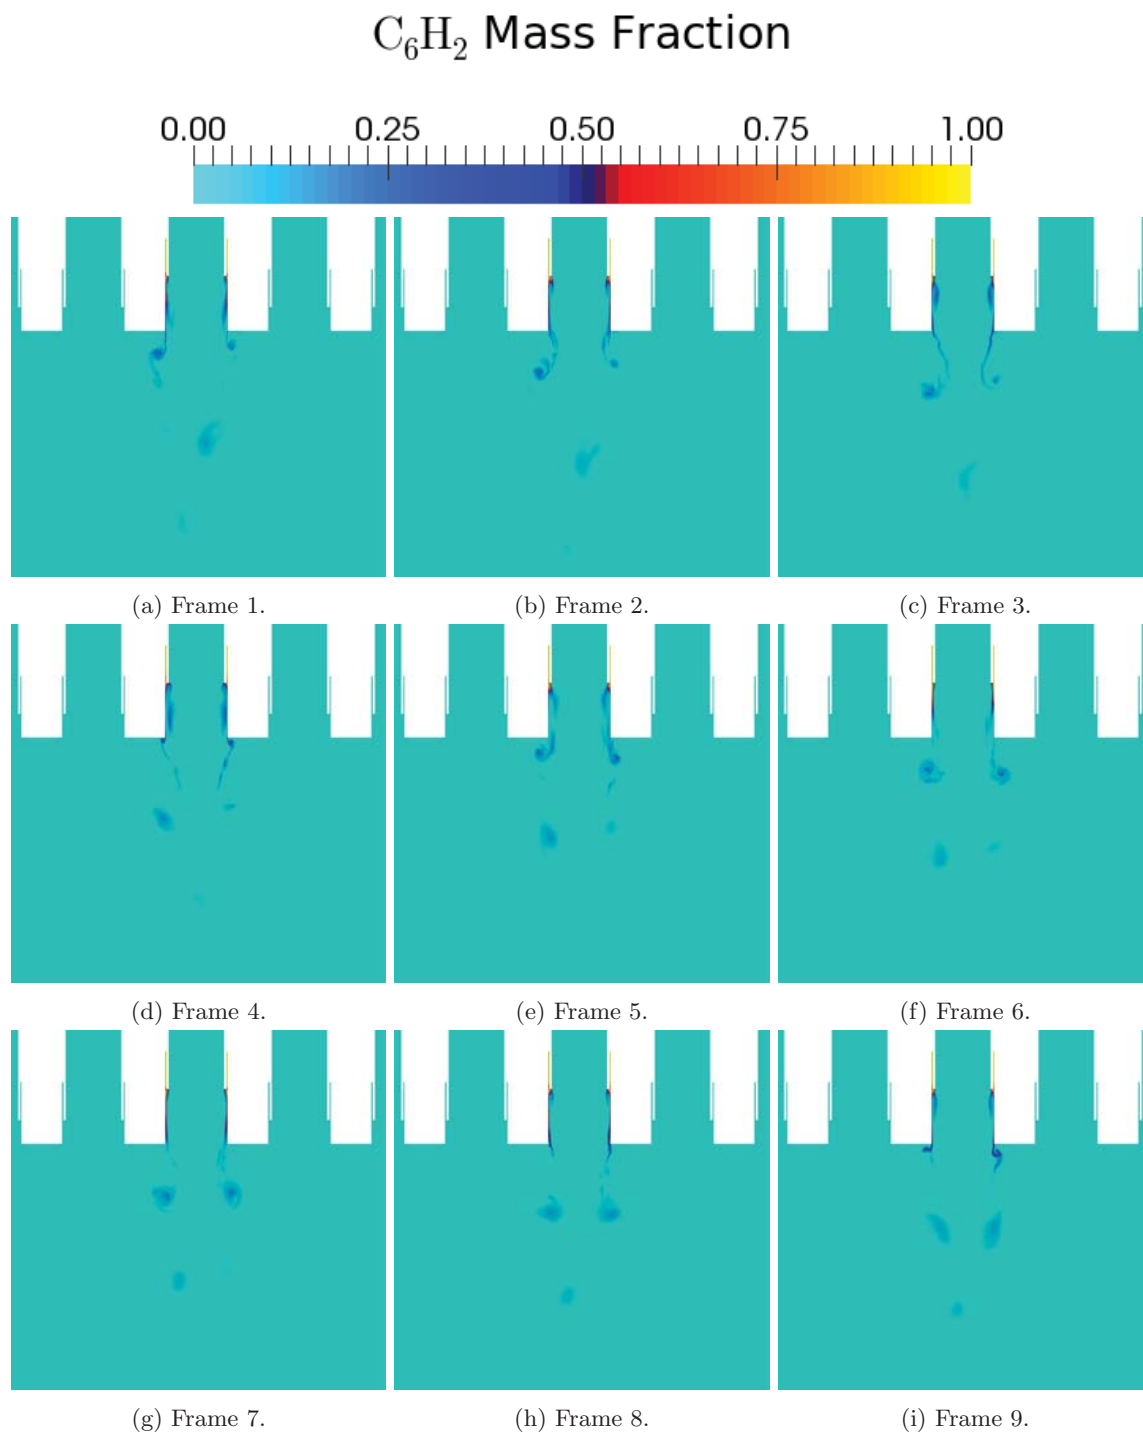 C₆H₂ Mass Fraction
0.00 0.25 0.50 0.75 1.00
(a) Frame 1. (b) Frame 2. (c) Frame 3.
(d) Frame 4. (e) Frame 5. (f) Frame 6.
(g) Frame 7. (h) Frame 8. (i) Frame 9.